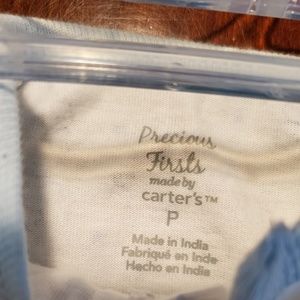 Precious
Firsts
made by
carter's™
P
Made in India
Fabriqué en Inde
Hecho en India